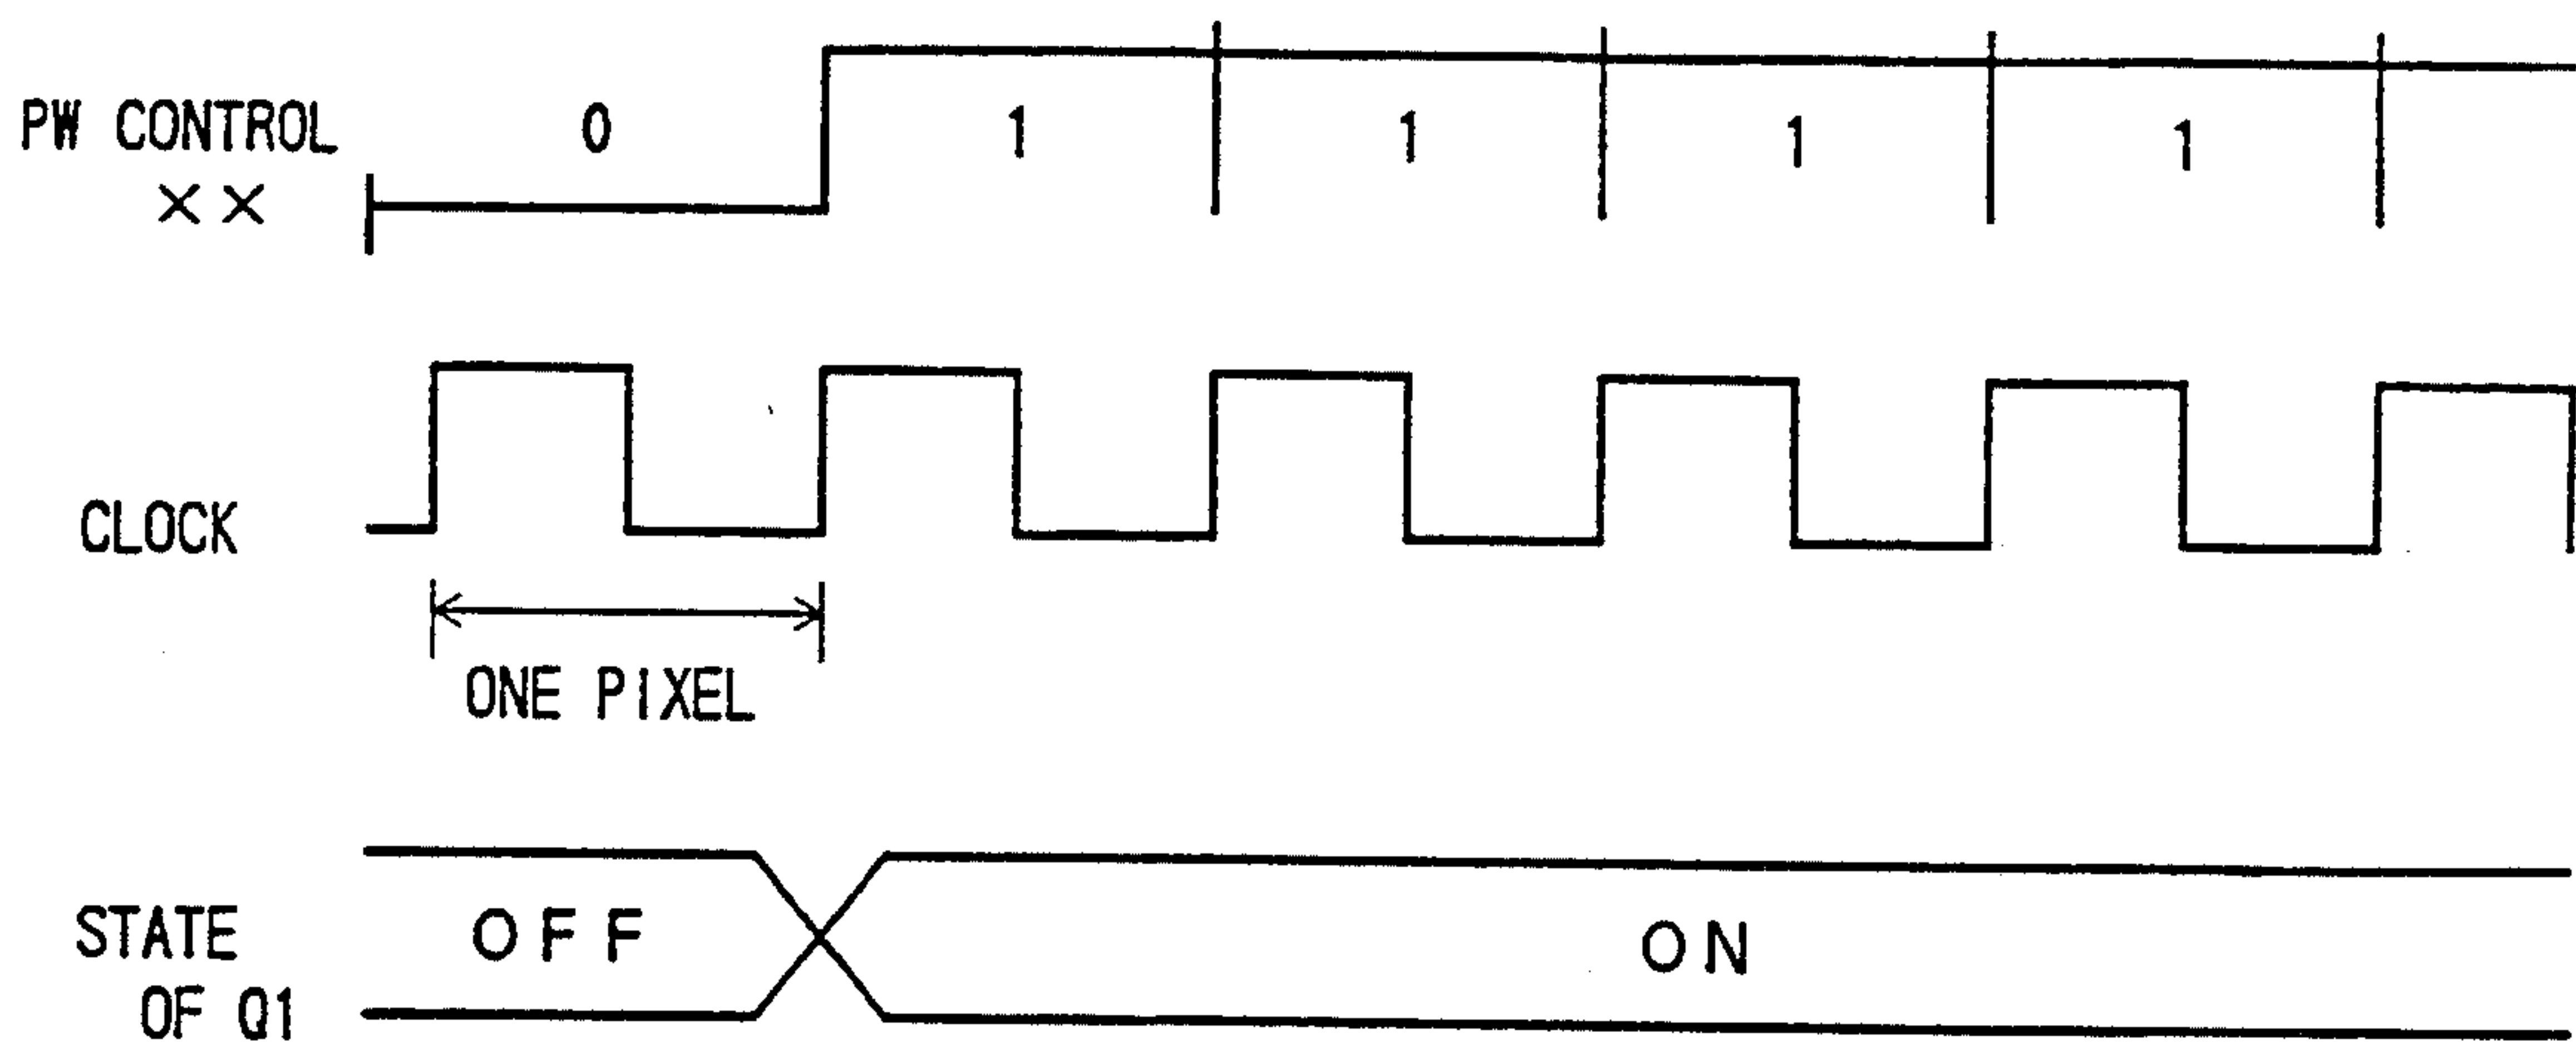 PW CONTROL
××
0 1 1 1 1
CLOCK
ONE PIXEL
STATE
OF Q1
OFF
ON